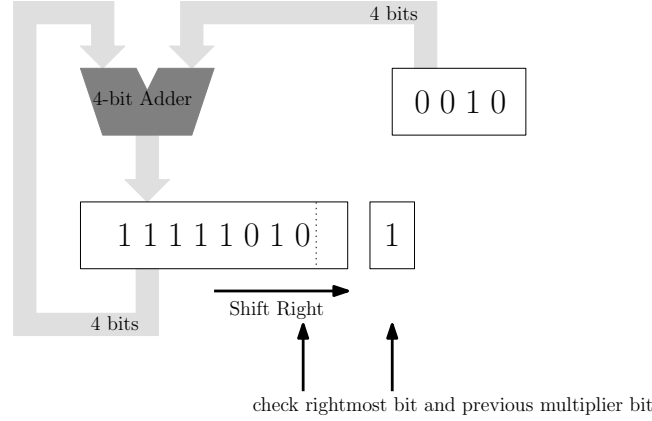 4 bits
4-bit Adder
0 0 1 0
1 1 1 1 1 0 1 0
1
Shift Right
4 bits
check rightmost bit and previous multiplier bit